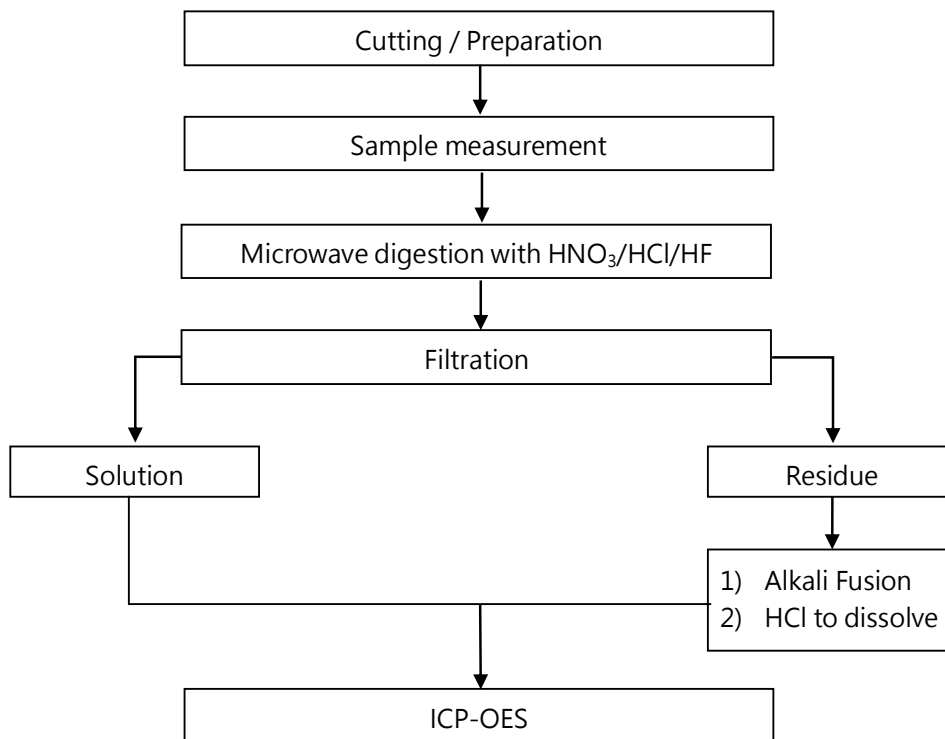 Cutting / Preparation
Sample measurement
Microwave digestion with HNO₃/HCl/HF
Filtration
Solution
Residue
1) Alkali Fusion
2) HCl to dissolve
ICP-OES